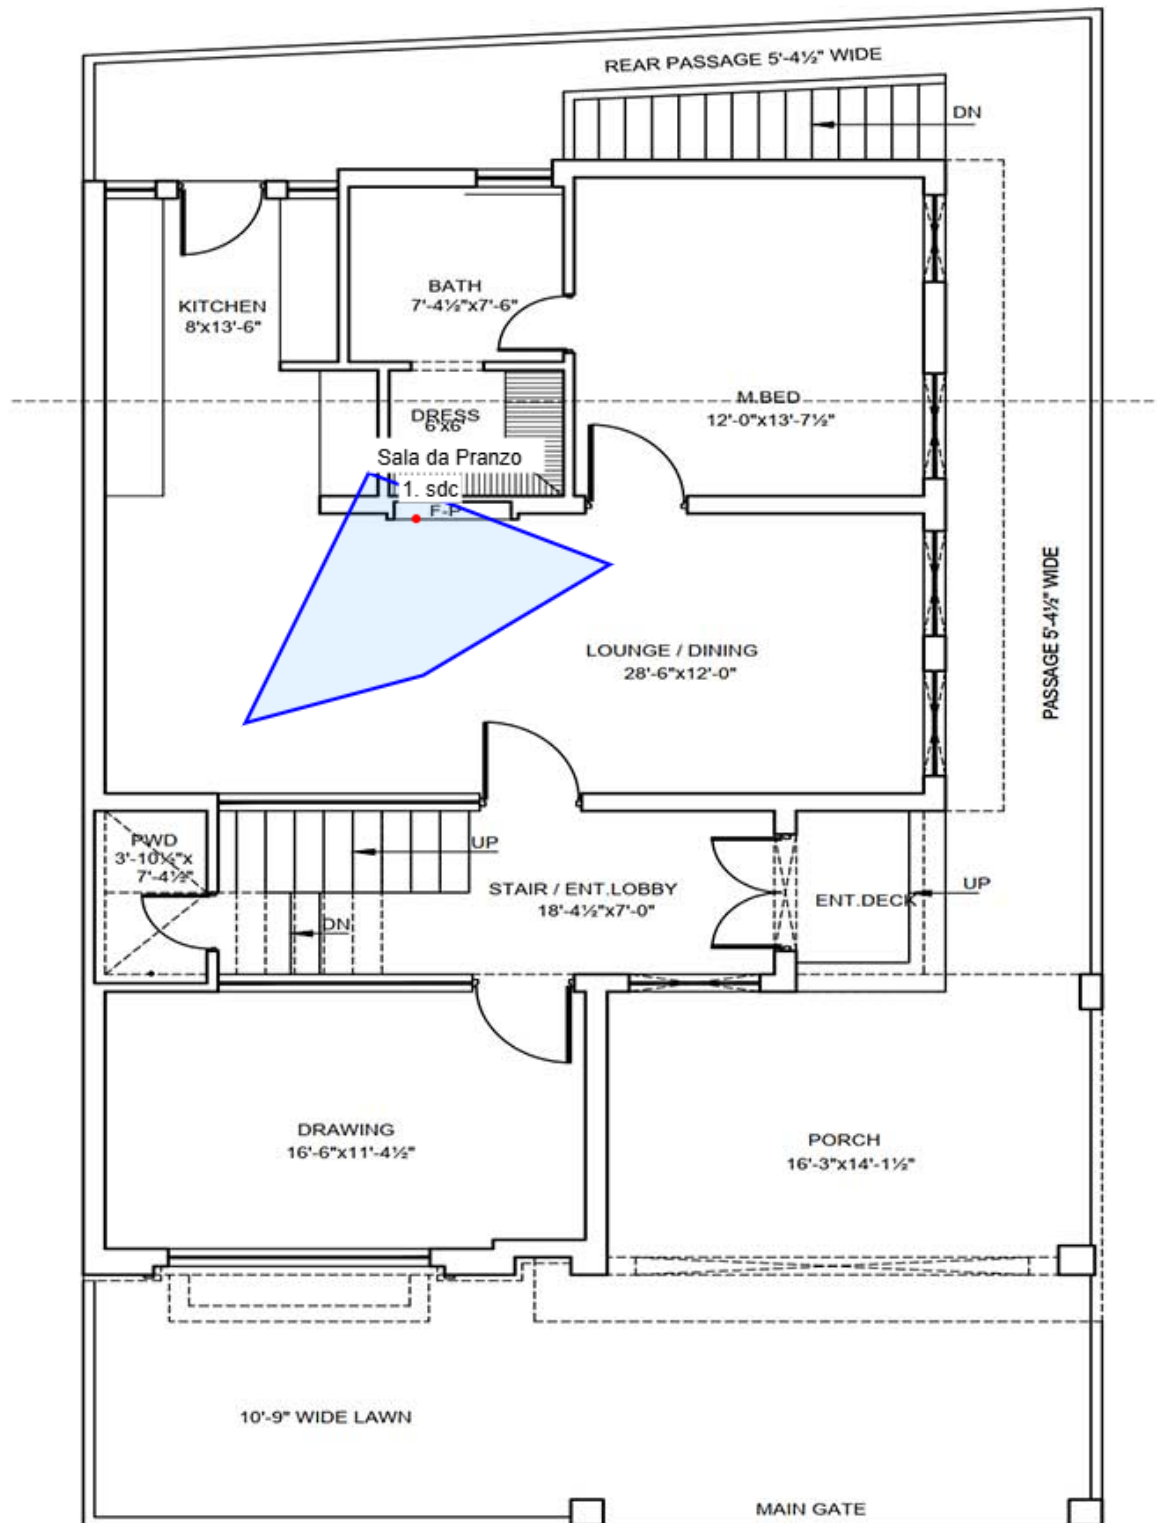 REAR PASSAGE 5'-4½" WIDE
DN
BATH
7'-4½"x7'-6"
KITCHEN
8'x13'-6"
M.BED
12'-0"x13'-7½"
DRESS
6'x6'
Sala da Pranzo
1. sdc
F-P
LOUNGE / DINING
28'-6"x12'-0"
PASSAGE 5'-4½" WIDE
PWD
3'-10½"x
7'-4½"
UP
STAIR / ENT.LOBBY
18'-4½"x7'-0"
UP
ENT.DECK
DN
DRAWING
16'-6"x11'-4½"
PORCH
16'-3"x14'-1½"
10'-9" WIDE LAWN
MAIN GATE